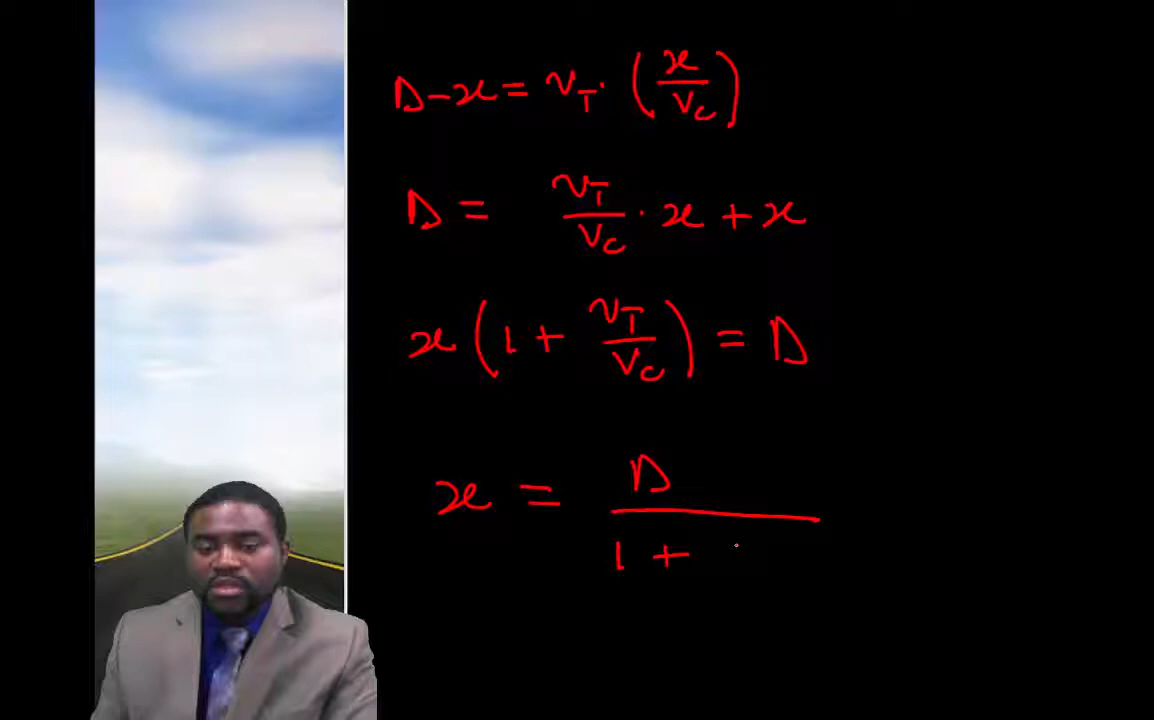 D - x = v_T · (x / v_c)
D = v_T / v_c · x + x
x (1 + v_T / v_c) = D
x = D / 1 +